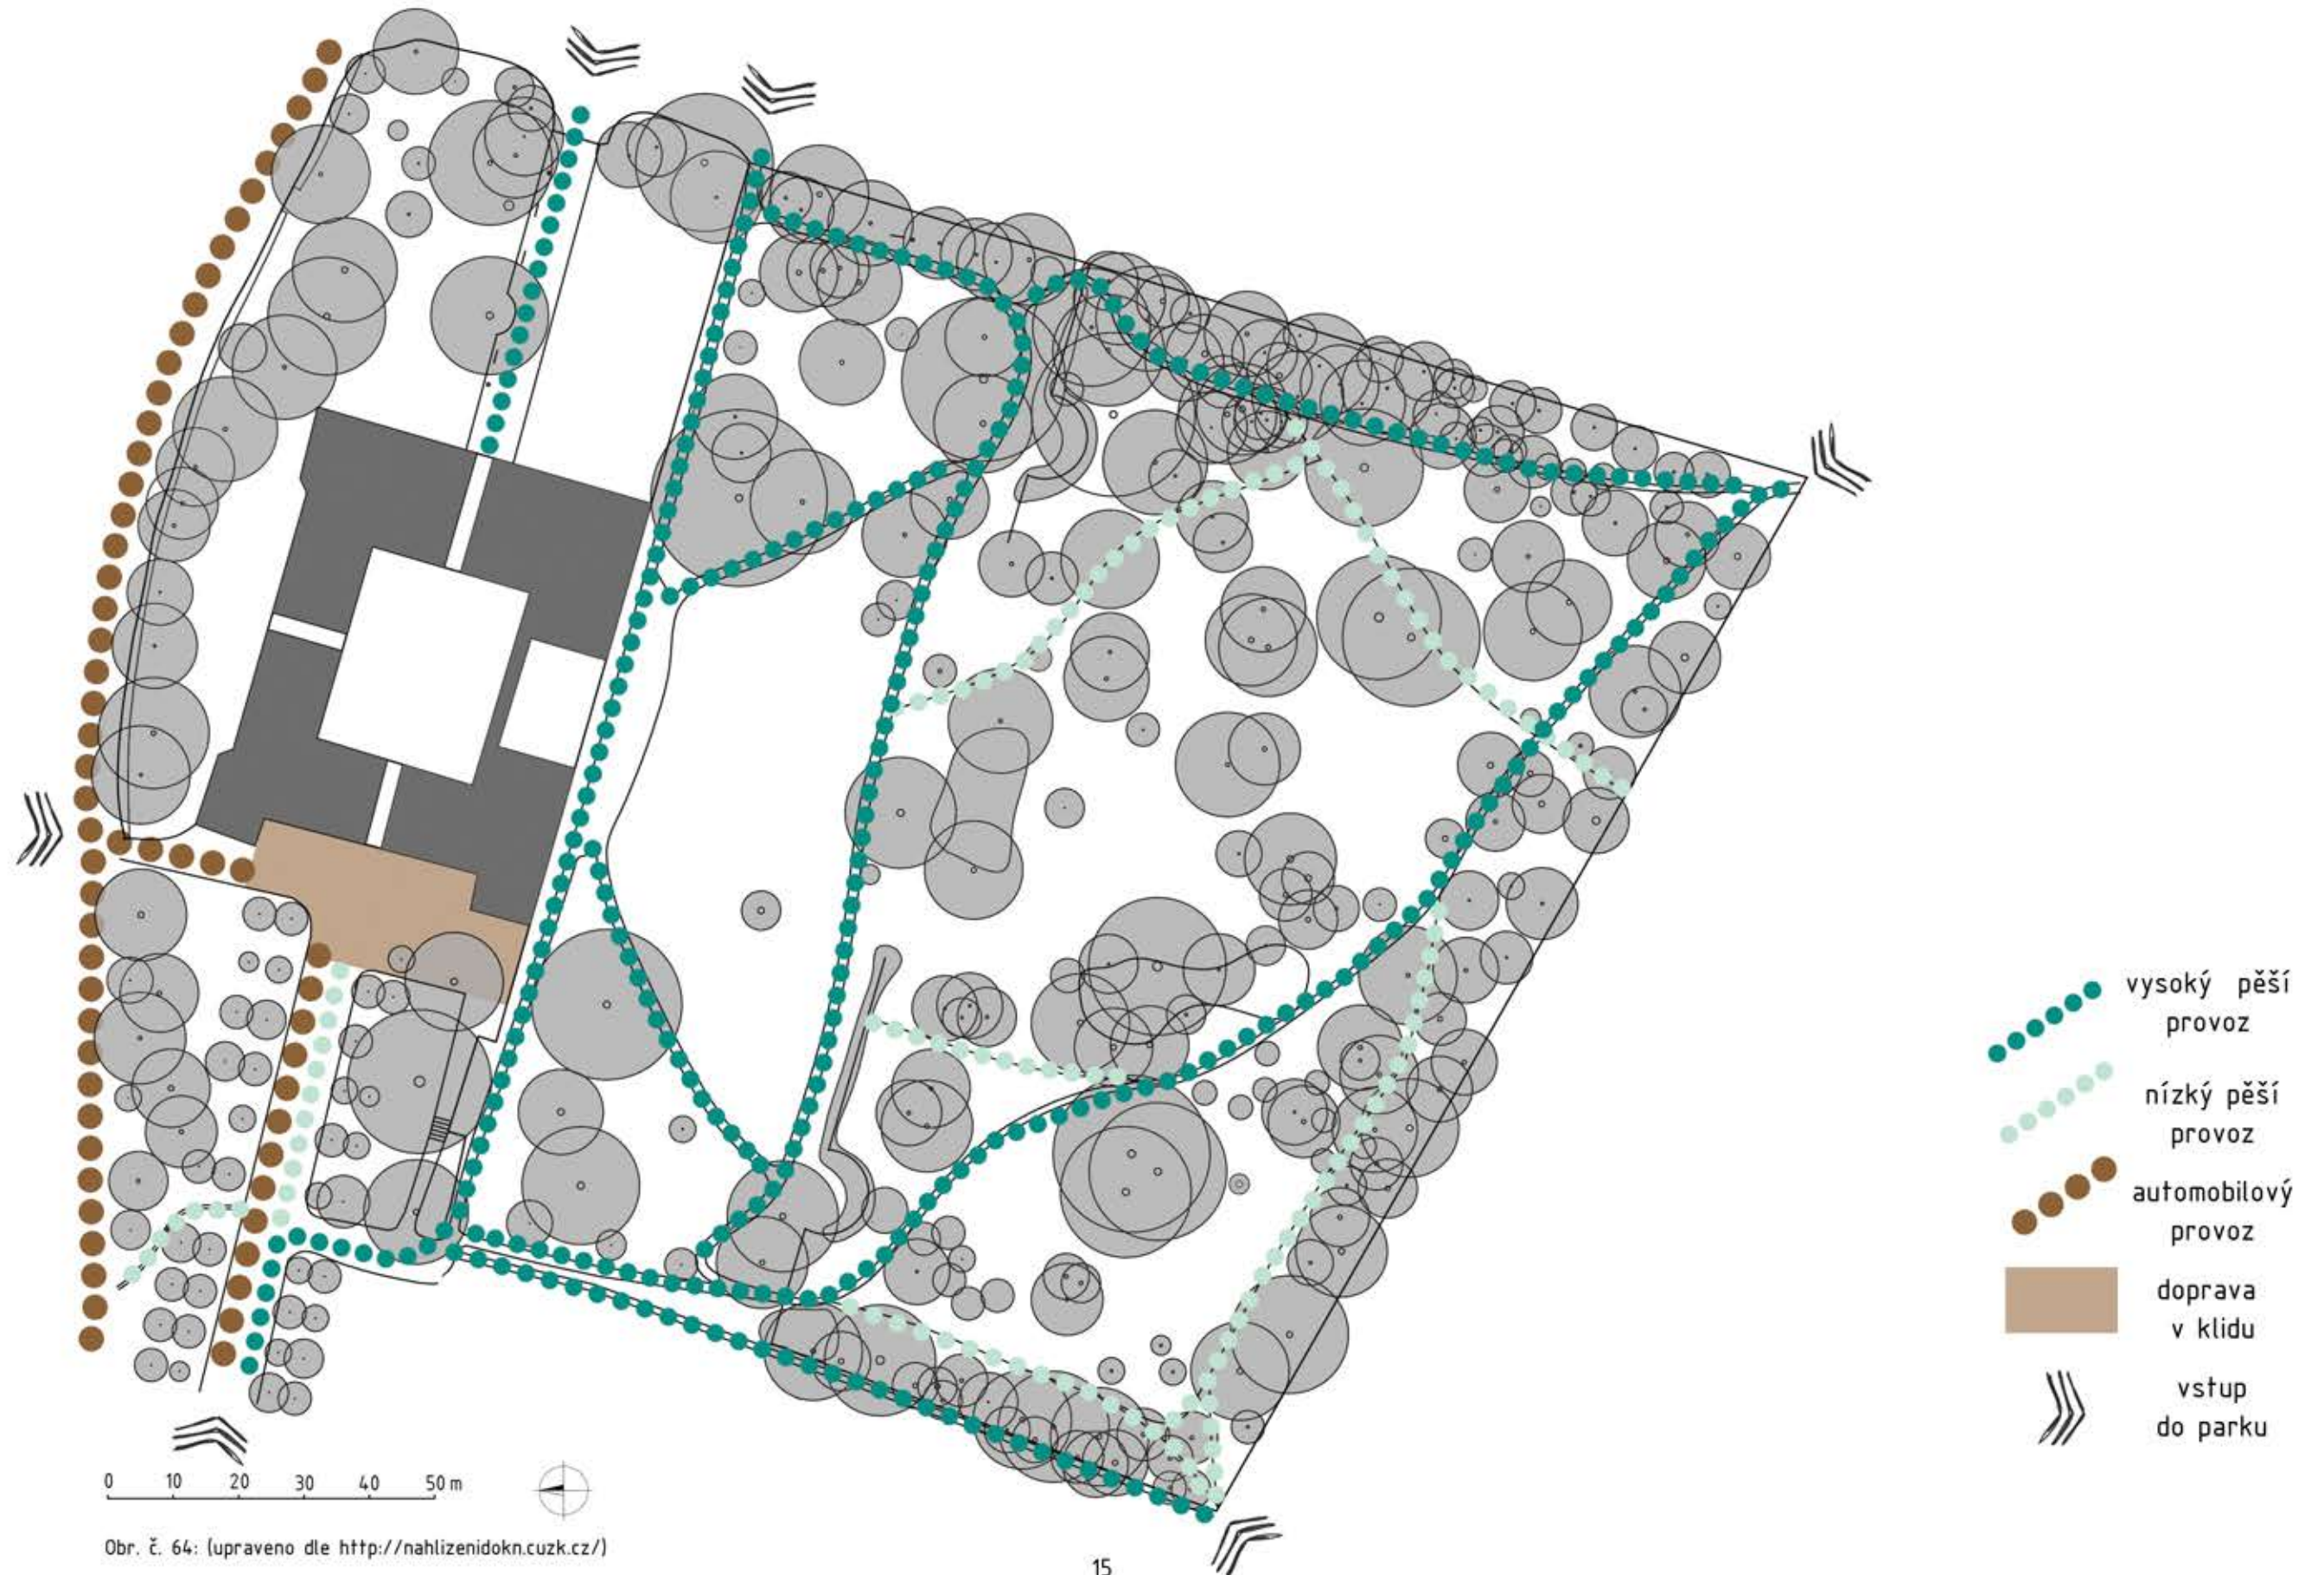 vysoký pěší
provoz
nízký pěší
provoz
automobilový
provoz
doprava
v klidu
vstup
do parku
0 10 20 30 40 50 m
Obr. č. 64: (upraveno dle http://nahlizenidokn.cuzk.cz/)
15